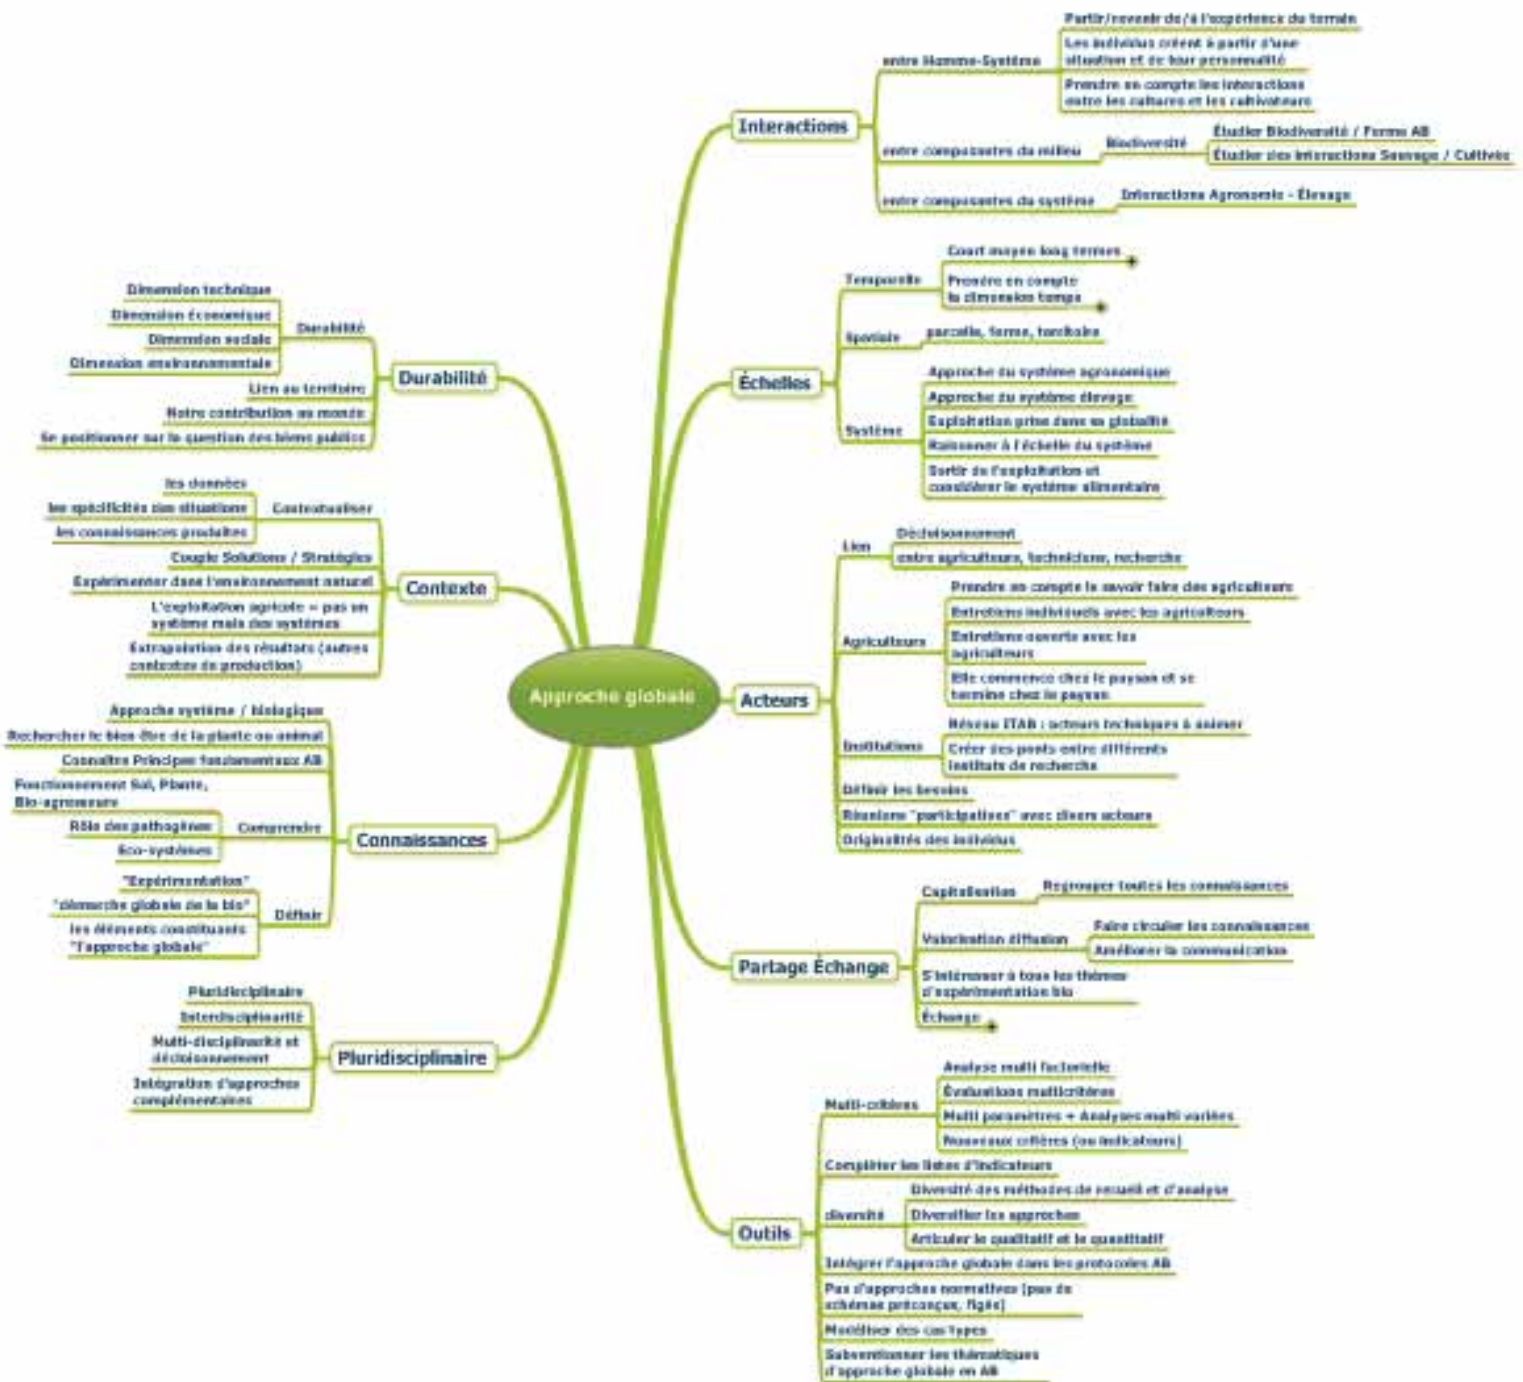 Approche globale
Interactions
entre Homme-Système
Partir/revenir de/à l'expérience du terrain
Les individus créent à partir d'une
situation et de leur personnalité
Prendre en compte les interactions
entre les cultures et les cultivateurs
entre composantes du milieu
Biodiversité
Étudier Biodiversité / Ferme AB
Étudier des interactions Sauvage / Cultivée
entre composantes du système
Interactions Agronomie - Élevage
Échelles
Temporelle
Court moyen long termes
Prendre en compte
la dimension temps
Spatiale
parcelle, ferme, territoire
Système
Approche du système agronomique
Approche du système élevage
Exploitation prise dans sa globalité
Raisonner à l'échelle du système
Sortir de l'exploitation et
considérer le système alimentaire
Acteurs
Lien
Décloisonnement
entre agriculteurs, techniciens, recherche
Agriculteurs
Prendre en compte le savoir faire des agriculteurs
Entretiens individuels avec les agriculteurs
Entretiens ouverts avec les
agriculteurs
Elle commence chez le paysan et se
termine chez le paysan
Institutions
Réseau ITAB : acteurs techniques à animer
Créer des ponts entre différents
instituts de recherche
Définir les besoins
Réunions "participatives" avec divers acteurs
Originalités des individus
Partage Échange
Capitalisation
Regrouper toutes les connaissances
Valorisation diffusion
Faire circuler les connaissances
Améliorer la communication
S'intéresser à tous les thèmes
d'expérimentation bio
Échange
Outils
Multi-critères
Analyse multi factorielle
Évaluations multicritères
Multi paramètres + Analyses multi variées
Nouveaux critères (ou indicateurs)
Compléter les listes d'indicateurs
diversité
Diversité des méthodes de recueil et d'analyse
Diversifier les approches
Articuler le qualitatif et le quantitatif
Intégrer l'approche globale dans les protocoles AB
Pas d'approches normatives (pas de
schémas préconçus, figés)
Modéliser des cas types
Subventionner les thématiques
d'approche globale en AB
Durabilité
Durabilité
Dimension technique
Dimension économique
Dimension sociale
Dimension environnementale
Lien au territoire
Notre contribution au monde
Se positionner sur la question des biens publics
Contexte
Contextualiser
les données
les spécificités des situations
les connaissances produites
Couple Solutions / Stratégies
Expérimenter dans l'environnement naturel
L'exploitation agricole = pas un
système mais des systèmes
Extrapolation des résultats (autres
contextes de production)
Connaissances
Approche système / biologique
Rechercher le bien être de la plante ou animal
Connaître Principes fondamentaux AB
Comprendre
Fonctionnement Sol, Plante,
Bio-agresseurs
Rôle des pathogènes
Eco-systèmes
Définir
"Expérimentation"
"démarche globale de la bio"
les éléments constituants
"l'approche globale"
Pluridisciplinaire
Pluridisciplinaire
Interdisciplinarité
Multi-disciplinarité et
décloisonnement
Intégration d'approches
complémentaires